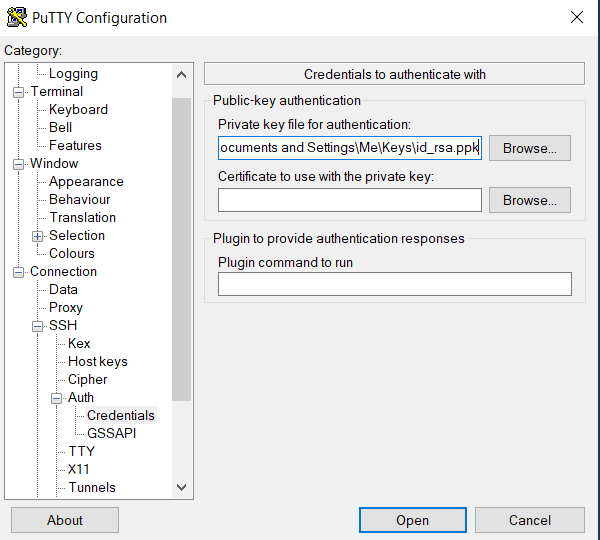 PuTTY Configuration
Category:
Logging
Terminal
Keyboard
Bell
Features
Window
Appearance
Behaviour
Translation
Selection
Colours
Connection
Data
Proxy
SSH
Kex
Host keys
Cipher
Auth
Credentials
GSSAPI
TTY
X11
Tunnels
Credentials to authenticate with
Public-key authentication
Private key file for authentication:
ocuments and Settings\Me\Keys\id_rsa.ppk
Browse...
Certificate to use with the private key:
Browse...
Plugin to provide authentication responses
Plugin command to run
About
Open
Cancel